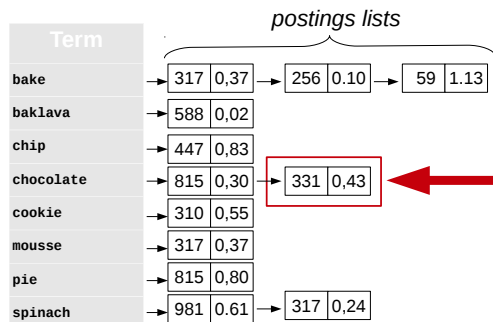 postings lists
Term
bake 317 0,37 256 0.10 59 1.13
baklava 588 0,02
chip 447 0,83
chocolate 815 0,30 331 0,43
cookie 310 0,55
mousse 317 0,37
pie 815 0,80
spinach 981 0.61 317 0,24